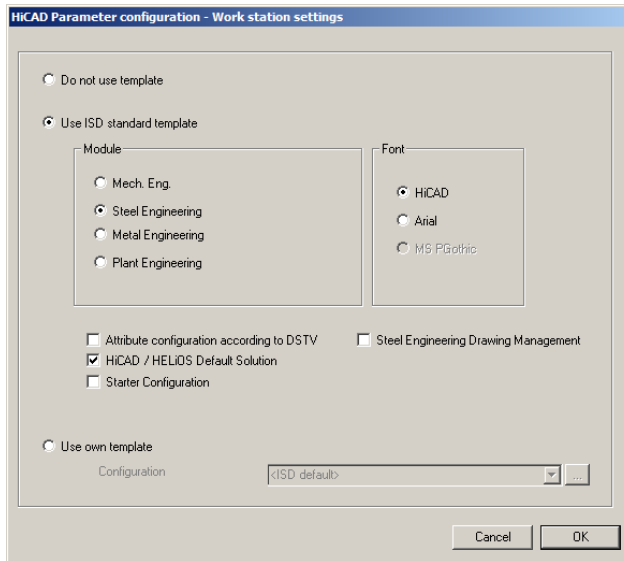 HiCAD Parameter configuration - Work station settings
Do not use template
Use ISD standard template
Module
Font
Mech. Eng.
HiCAD
Steel Engineering
Arial
Metal Engineering
MS PGothic
Plant Engineering
Attribute configuration according to DSTV
Steel Engineering Drawing Management
HiCAD / HELiOS Default Solution
Starter Configuration
Use own template
Configuration
<ISD default>
...
Cancel
OK